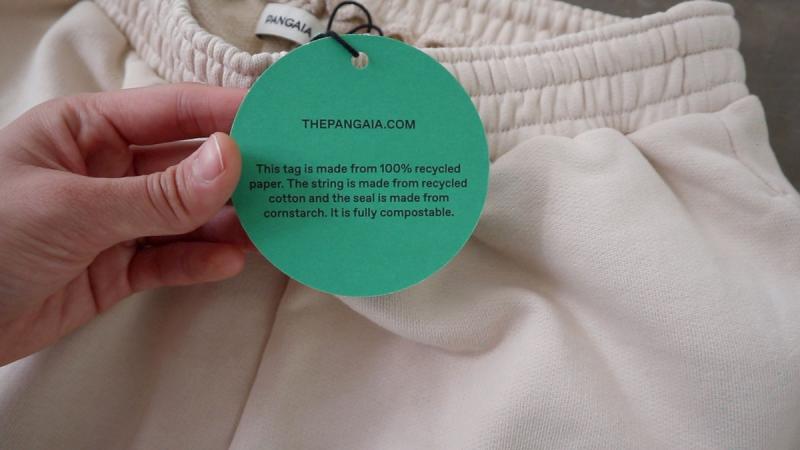 PANGAIA
THEPANGAIA.COM
This tag is made from 100% recycled
paper. The string is made from recycled
cotton and the seal is made from
cornstarch. It is fully compostable.